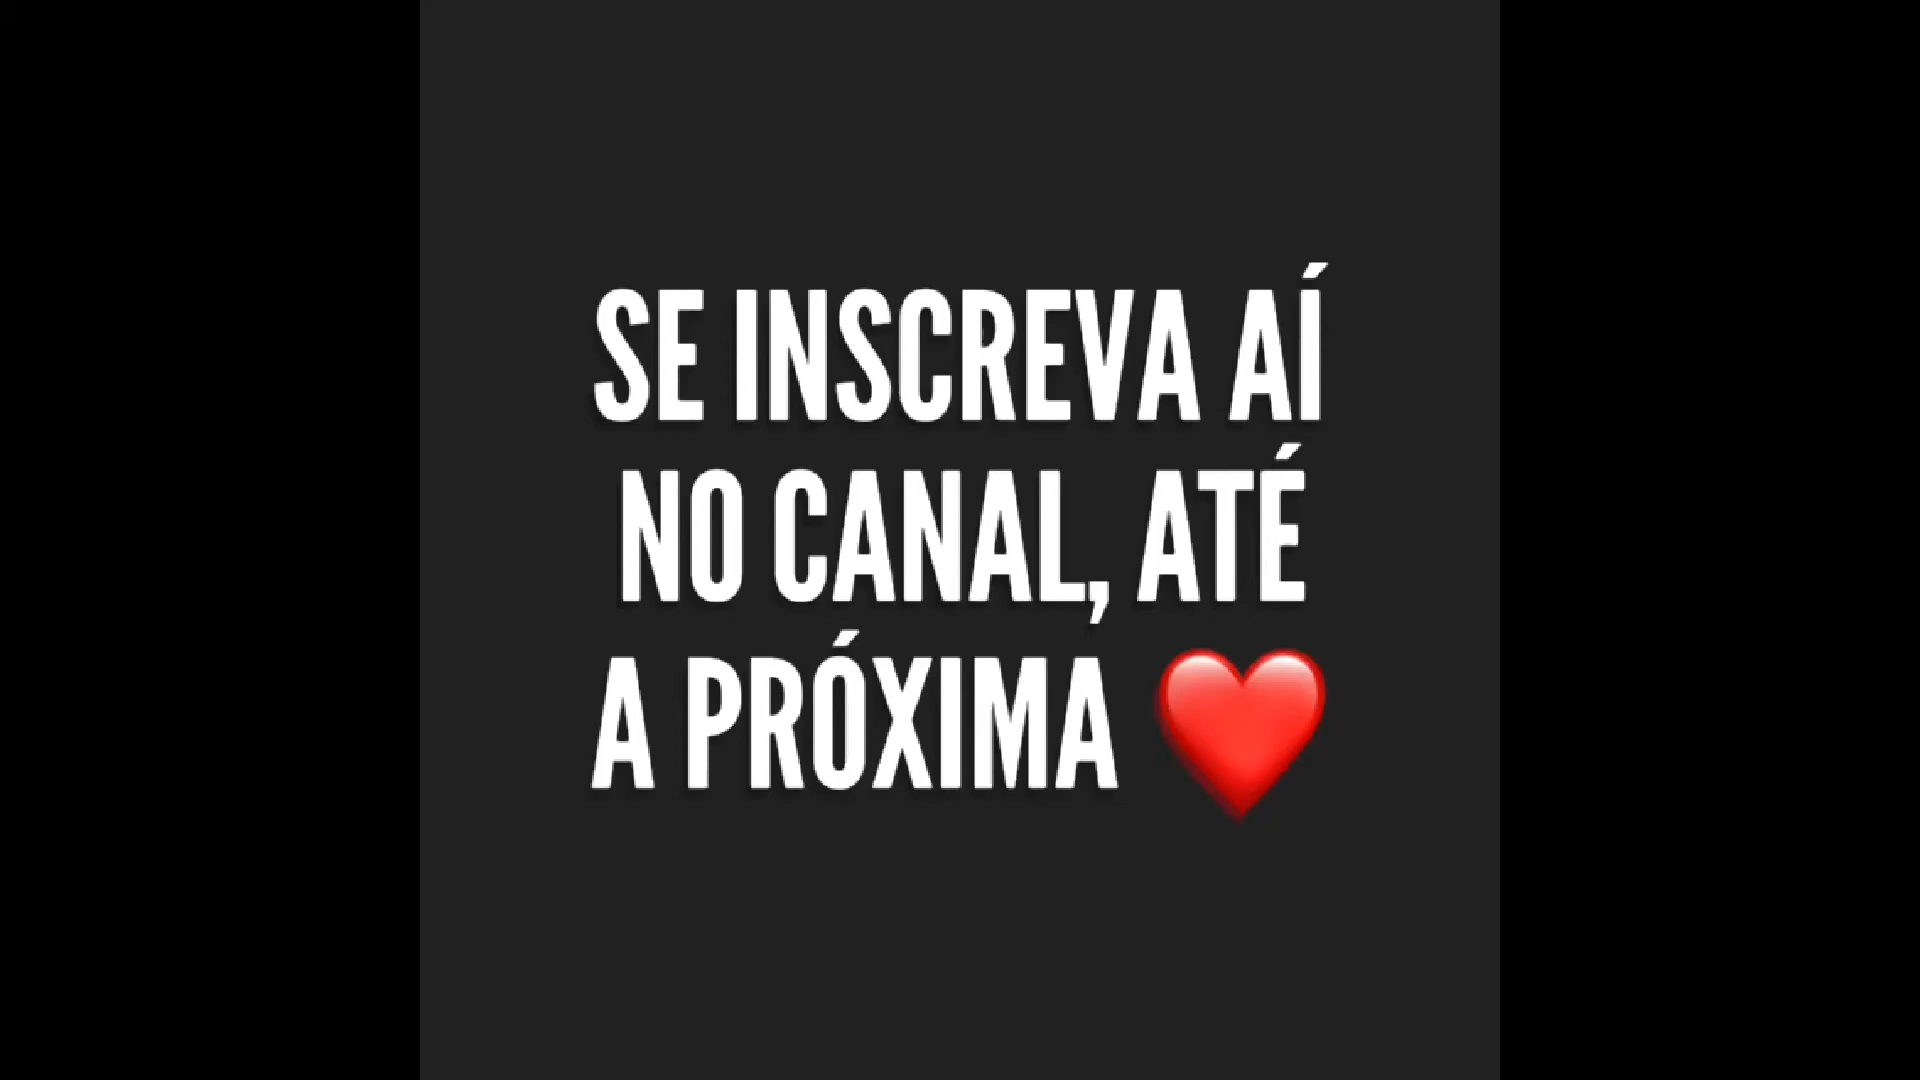 SE INSCREVA AÍ
NO CANAL, ATÉ
A PRÓXIMA ❤️